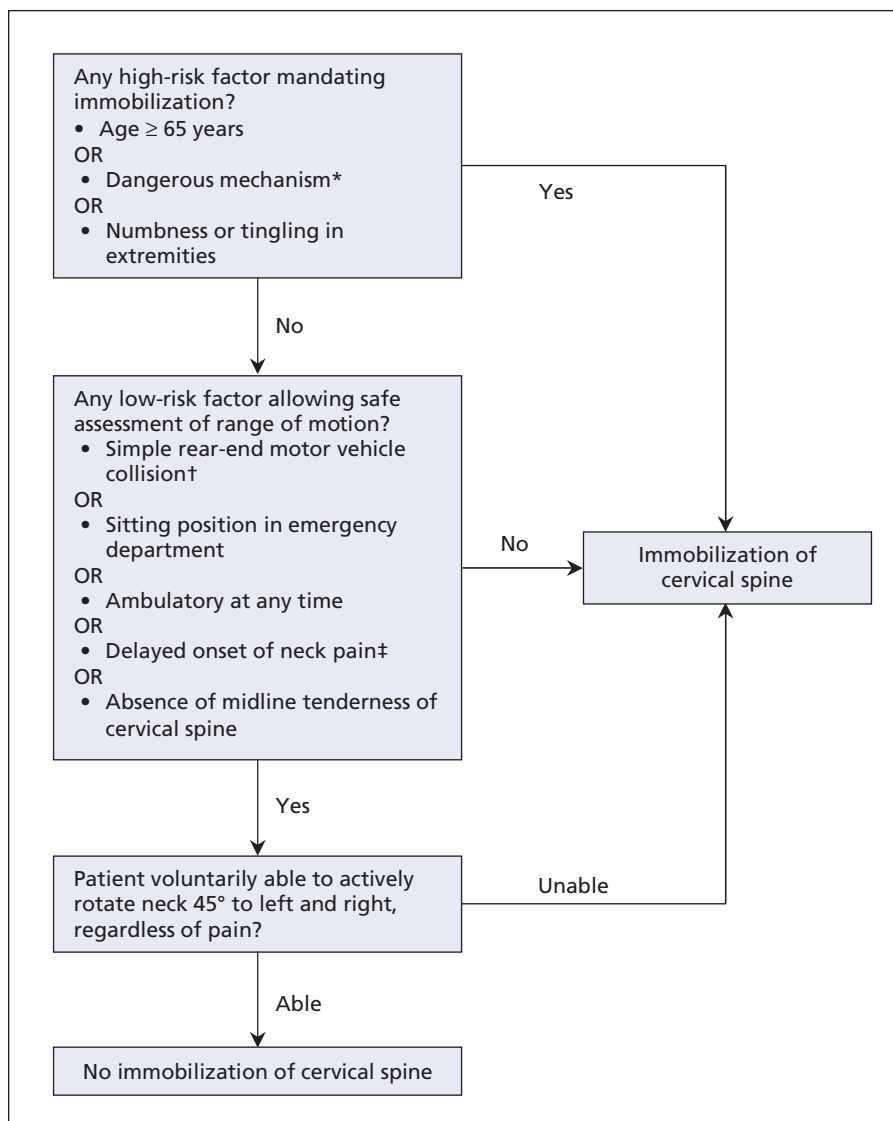 Any high-risk factor mandating
immobilization?
• Age ≥ 65 years
OR
• Dangerous mechanism*
OR
• Numbness or tingling in
extremities
Yes
No
Any low-risk factor allowing safe
assessment of range of motion?
• Simple rear-end motor vehicle
collision†
OR
• Sitting position in emergency
department
OR
• Ambulatory at any time
OR
• Delayed onset of neck pain‡
OR
• Absence of midline tenderness of
cervical spine
No
Immobilization of
cervical spine
Yes
Patient voluntarily able to actively
rotate neck 45° to left and right,
regardless of pain?
Unable
Able
No immobilization of cervical spine